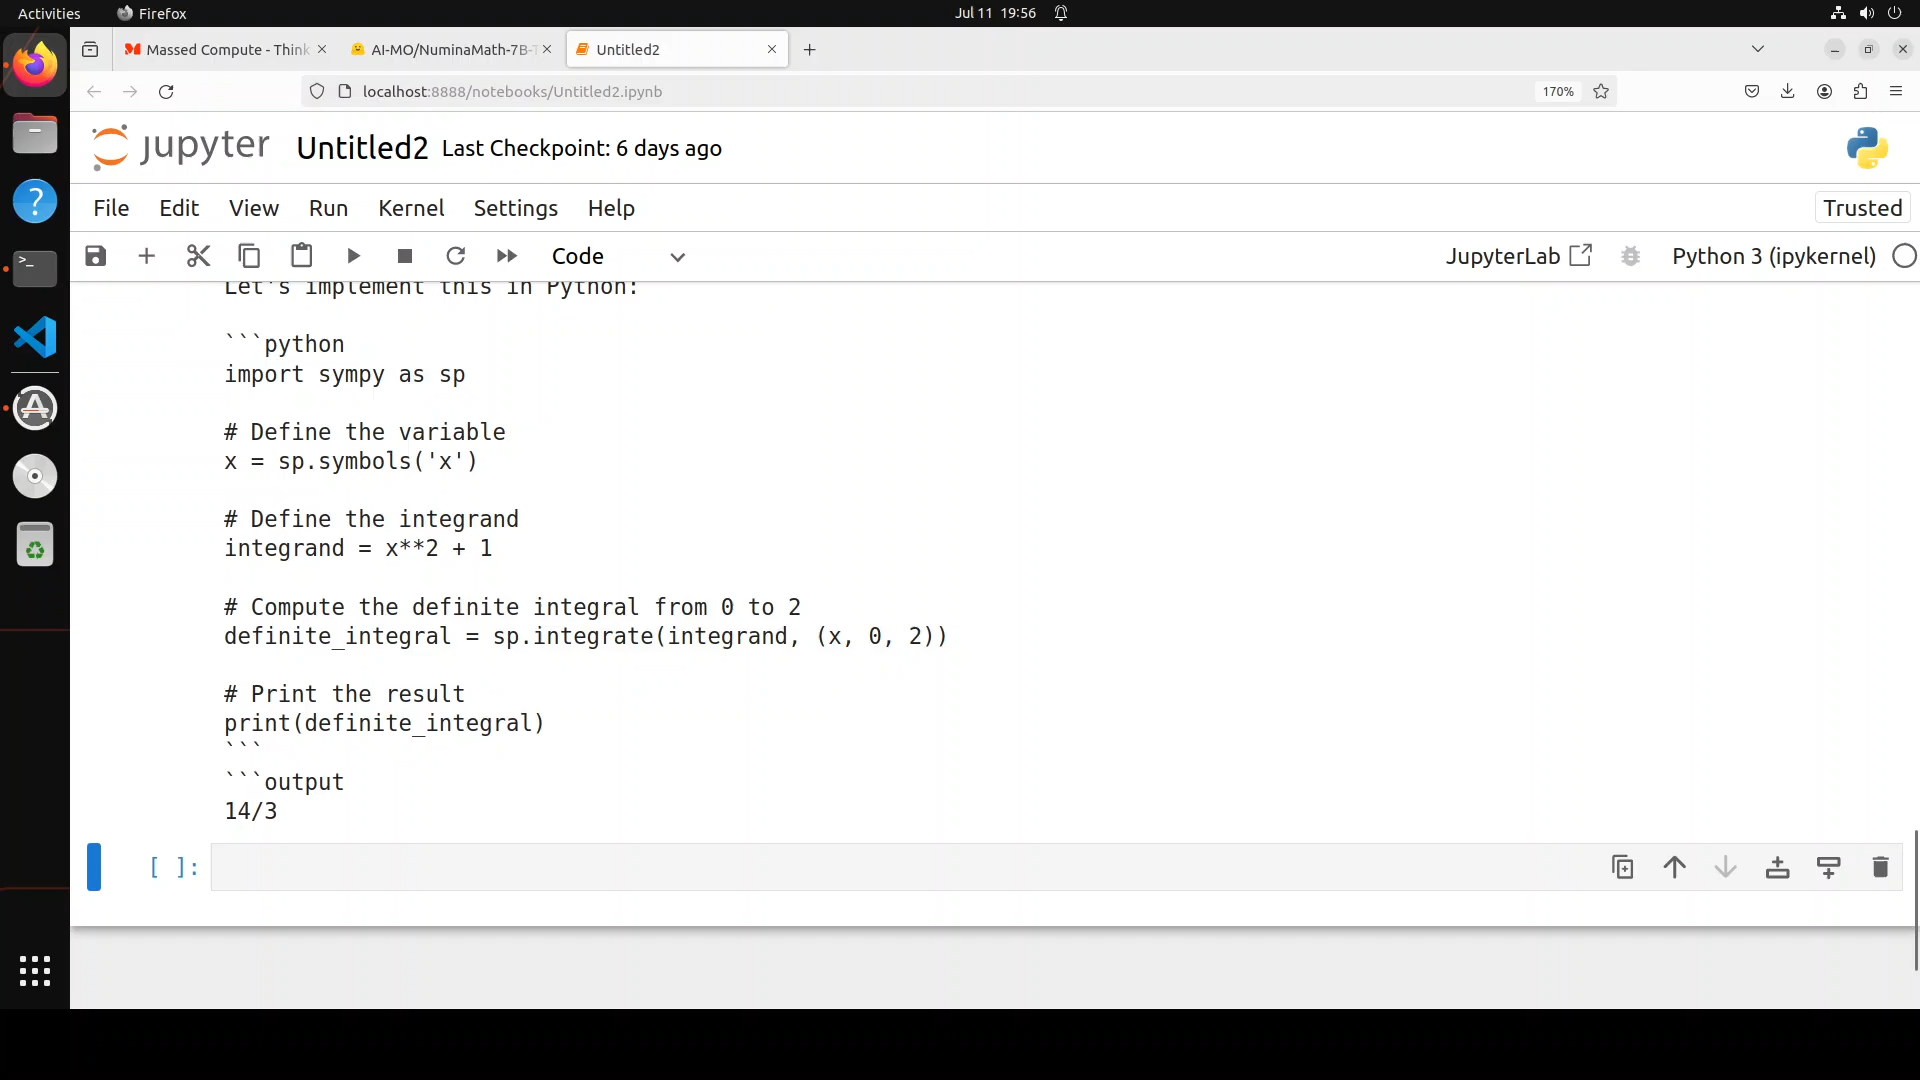 Activities
Firefox
Jul 11 19:56
Massed Compute - Think
AI-MO/NuminaMath-7B-T
Untitled2
localhost:8888/notebooks/Untitled2.ipynb
170%
jupyter
Untitled2
Last Checkpoint: 6 days ago
File Edit View Run Kernel Settings Help
Trusted
Code
JupyterLab
Python 3 (ipykernel)
Let's implement this in Python:
```python
import sympy as sp
# Define the variable
x = sp.symbols('x')
# Define the integrand
integrand = x**2 + 1
# Compute the definite integral from 0 to 2
definite_integral = sp.integrate(integrand, (x, 0, 2))
# Print the result
print(definite_integral)
```
```output
14/3
[ ]: